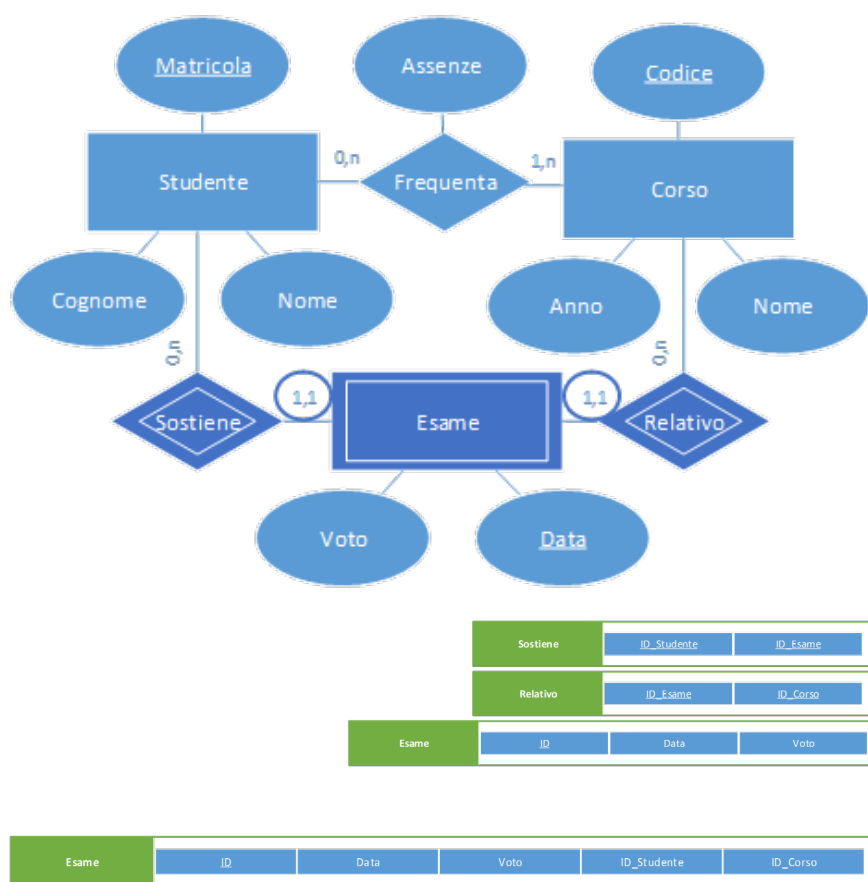 Matricola
Assenze
Codice
Studente
0,n
Frequenta
1,n
Corso
Cognome
Nome
Anno
Nome
0,n
0,n
Sostiene
1,1
Esame
1,1
Relativo
Voto
Data
Sostiene ID_Studente ID_Esame
Relativo ID_Esame ID_Corso
Esame ID Data Voto
Esame ID Data Voto ID_Studente ID_Corso